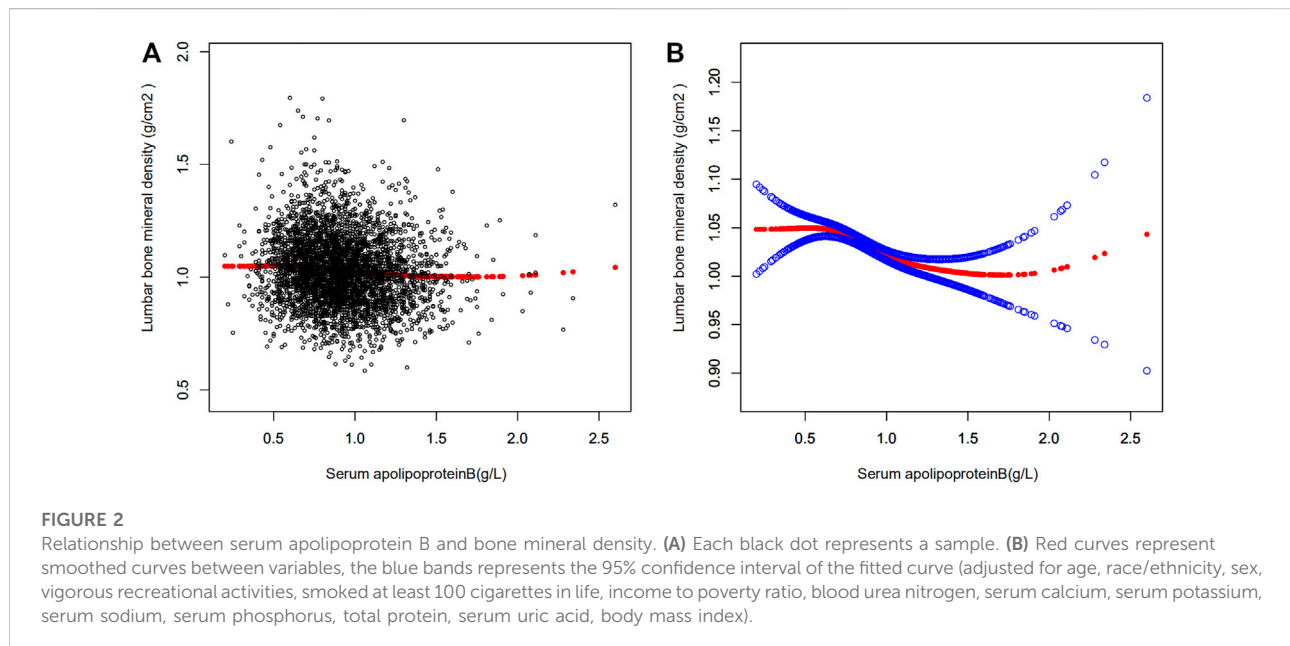 A
B
2.0
1.5
1.0
0.5
Lumbar bone mineral density (g/cm2 )
0.5 1.0 1.5 2.0 2.5
Serum apolipoproteinB(g/L)
1.20
1.15
1.10
1.05
1.00
0.95
0.90
Lumbar bone mineral density (g/cm2 )
0.5 1.0 1.5 2.0 2.5
Serum apolipoproteinB(g/L)
FIGURE 2
Relationship between serum apolipoprotein B and bone mineral density. (A) Each black dot represents a sample. (B) Red curves represent
smoothed curves between variables, the blue bands represents the 95% confidence interval of the fitted curve (adjusted for age, race/ethnicity, sex,
vigorous recreational activities, smoked at least 100 cigarettes in life, income to poverty ratio, blood urea nitrogen, serum calcium, serum potassium,
serum sodium, serum phosphorus, total protein, serum uric acid, body mass index).